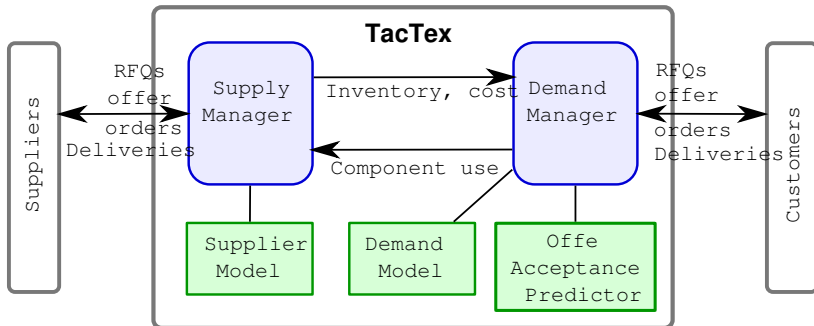 TacTex
Suppliers
RFQs
offer
orders
Deliveries
Supply
Manager
Inventory, cost
Component use
Demand
Manager
RFQs
offer
orders
Deliveries
Customers
Supplier
Model
Demand
Model
Offe
Acceptance
Predictor